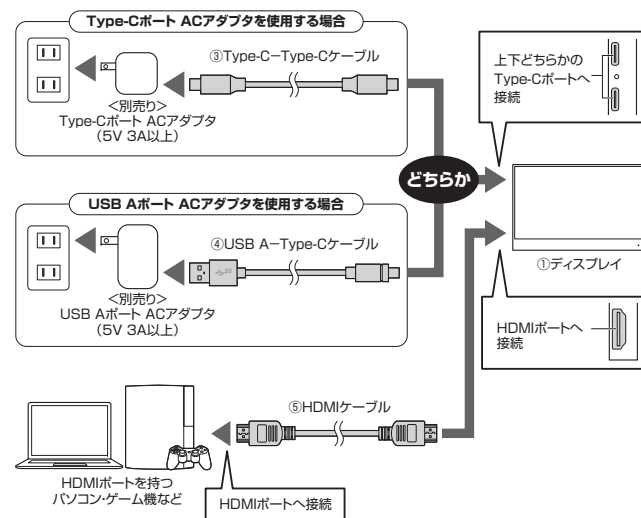 Type-Cポート ACアダプタを使用する場合
③Type-C−Type-Cケーブル
<別売り>
Type-Cポート ACアダプタ
(5V 3A以上)
上下どちらかの
Type-Cポートへ
接続
どちらか
USB Aポート ACアダプタを使用する場合
④USB A−Type-Cケーブル
<別売り>
USB Aポート ACアダプタ
(5V 3A以上)
①ディスプレイ
HDMIポートへ
接続
⑤HDMIケーブル
HDMIポートを持つ
パソコン・ゲーム機など
HDMIポートへ接続